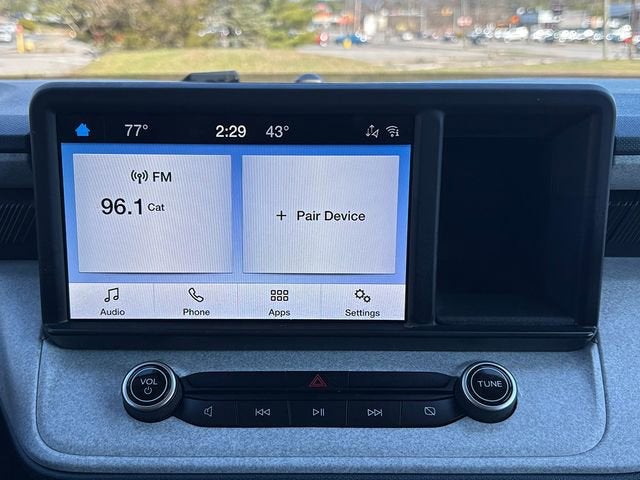 77° 2:29 43°
FM
96.1 Cat
+ Pair Device
Audio Phone Apps Settings
VOL
TUNE